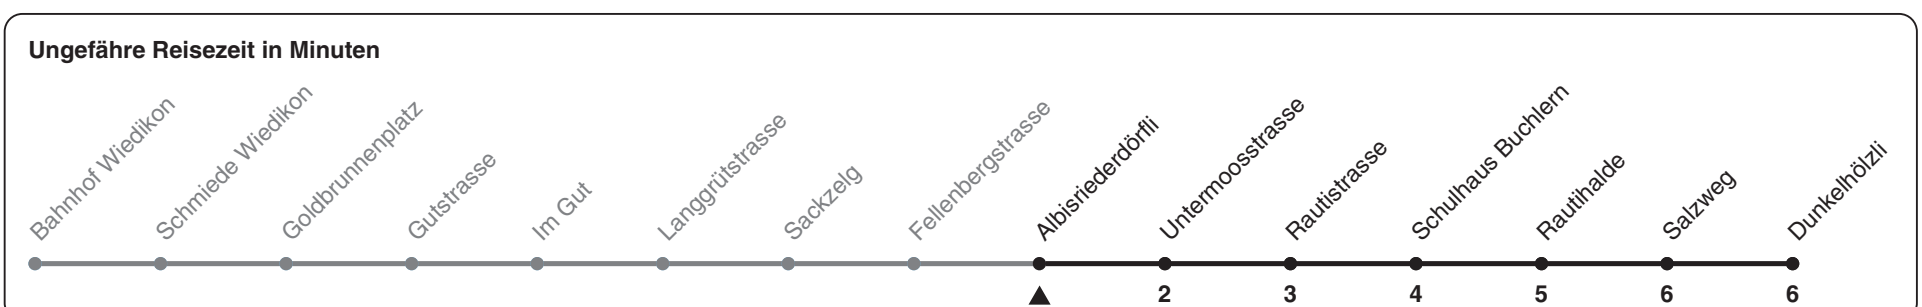 Ungefähre Reisezeit in Minuten
Bahnhof Wiedikon
Schmiede Wiedikon
Goldbrunnenplatz
Gutstrasse
Im Gut
Langgrütstrasse
Sackzelg
Fellenbergstrasse
Albisriederdörfli
Untermoosstrasse
Rautistrasse
Schulhaus Buchlern
Rautihalde
Salzweg
Dunkelhölzli
2 3 4 5 6 6